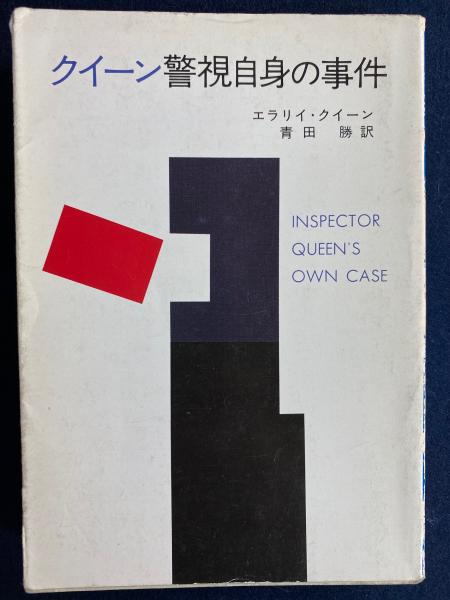 クイーン警視自身の事件
エラリイ・クイーン
青田 勝 訳
INSPECTOR
QUEEN'S
OWN CASE